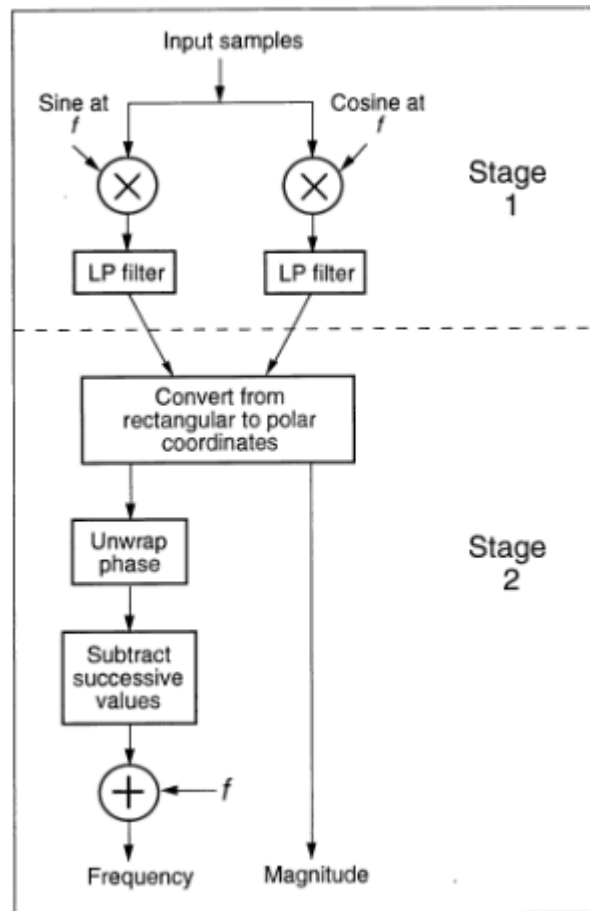 Input samples
Sine at
f
Cosine at
f
Stage
1
LP filter
LP filter
Convert from
rectangular to polar
coordinates
Unwrap
phase
Stage
2
Subtract
successive
values
f
Frequency
Magnitude